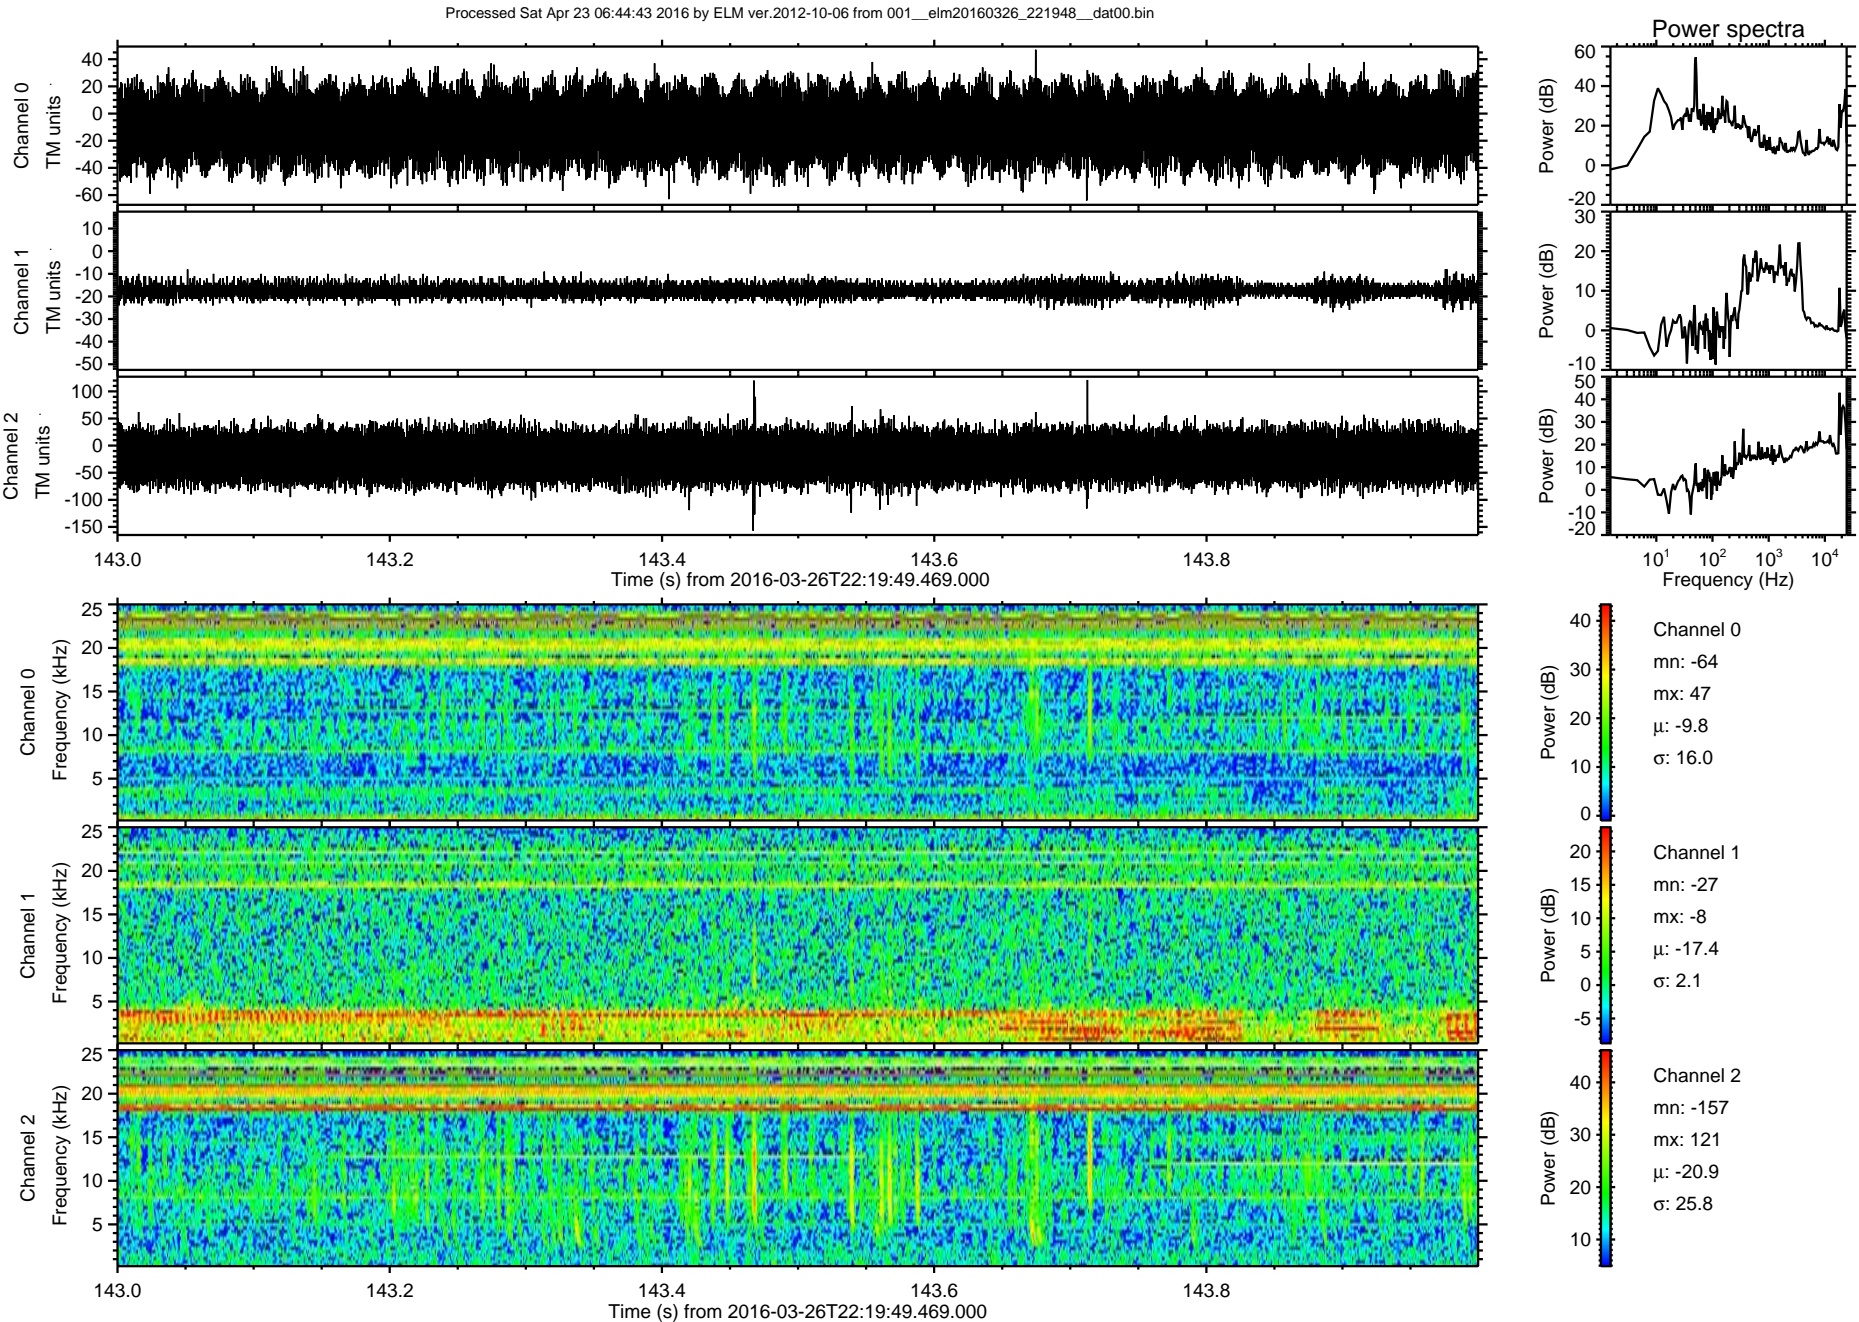 Processed Sat Apr 23 06:44:43 2016 by ELM ver.2012-10-06 from 001__elm20160326_221948__dat00.bin
Power spectra
Channel 0
TM units
40
20
0
-20
-40
-60
Power (dB)
60
40
20
0
-20
Channel 1
TM units
10
0
-10
-20
-30
-40
-50
Power (dB)
30
20
10
0
-10
Channel 2
TM units
100
50
0
-50
-100
-150
Power (dB)
50
40
30
20
10
0
-10
-20
143.0 143.2 143.4 143.6 143.8
Time (s) from 2016-03-26T22:19:49.469.000
10^1 10^2 10^3 10^4
Frequency (Hz)
Channel 0
Frequency (kHz)
25
20
15
10
5
Power (dB)
40
30
20
10
0
Channel 0
mn: -64
mx: 47
μ: -9.8
σ: 16.0
Channel 1
Frequency (kHz)
25
20
15
10
5
Power (dB)
20
15
10
5
0
-5
Channel 1
mn: -27
mx: -8
μ: -17.4
σ: 2.1
Channel 2
Frequency (kHz)
25
20
15
10
5
Power (dB)
40
30
20
10
Channel 2
mn: -157
mx: 121
μ: -20.9
σ: 25.8
143.0 143.2 143.4 143.6 143.8
Time (s) from 2016-03-26T22:19:49.469.000